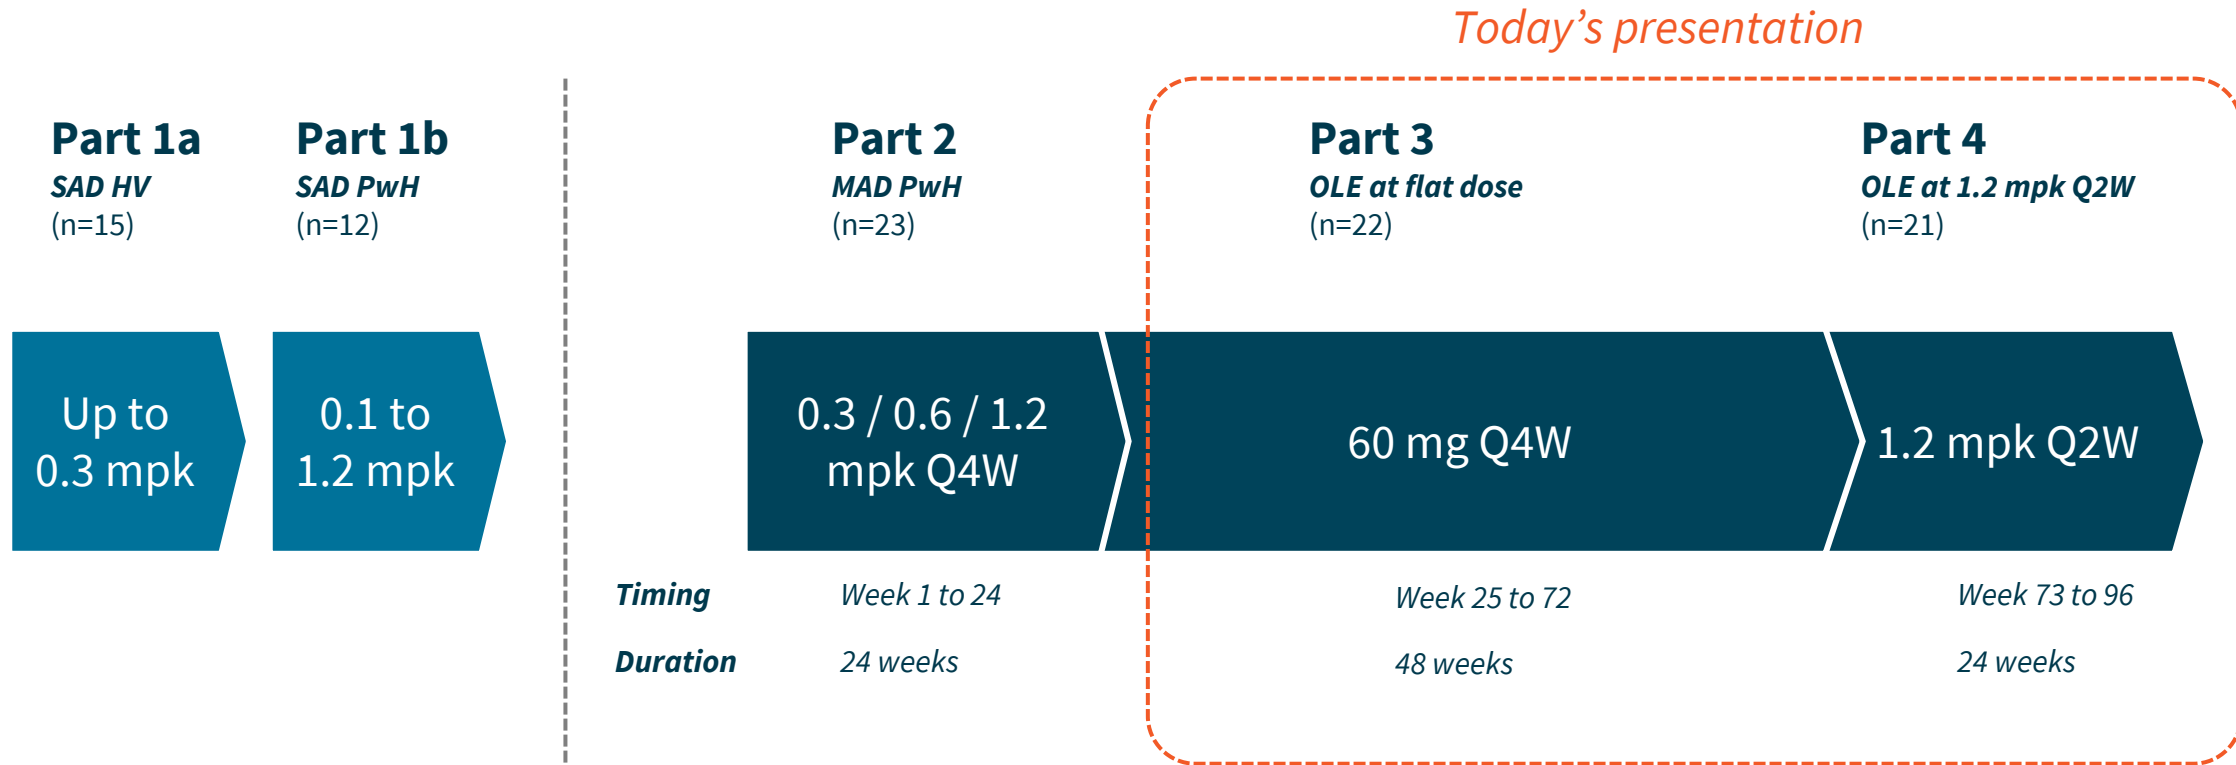 Today’s presentation
Part 1a
SAD HV
(n=15)
Part 1b
SAD PwH
(n=12)
Part 2
MAD PwH
(n=23)
Part 3
OLE at flat dose
(n=22)
Part 4
OLE at 1.2 mpk Q2W
(n=21)
Up to
0.3 mpk
0.1 to
1.2 mpk
0.3 / 0.6 / 1.2
mpk Q4W
60 mg Q4W
1.2 mpk Q2W
Timing
Week 1 to 24
Week 25 to 72
Week 73 to 96
Duration
24 weeks
48 weeks
24 weeks